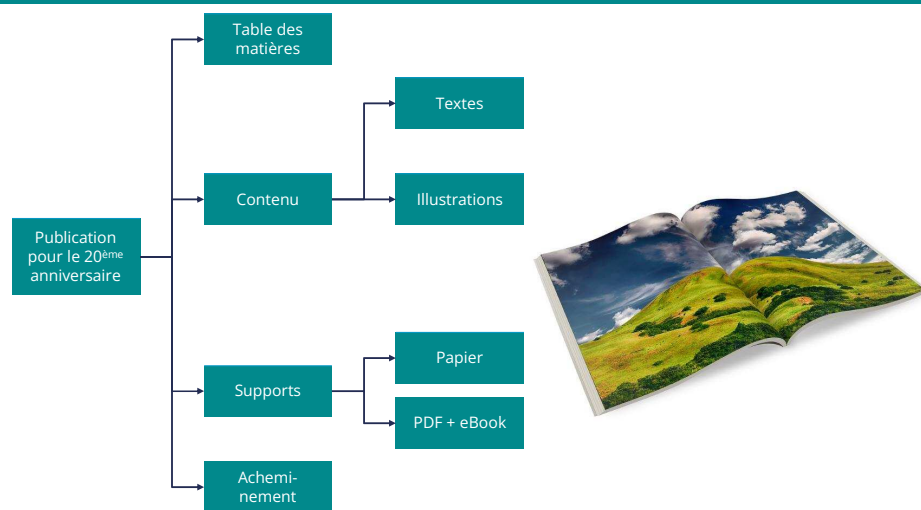 Table des
matières
Textes
Contenu
Illustrations
Publication
pour le 20ème
anniversaire
Papier
Supports
PDF + eBook
Achemi-
nement